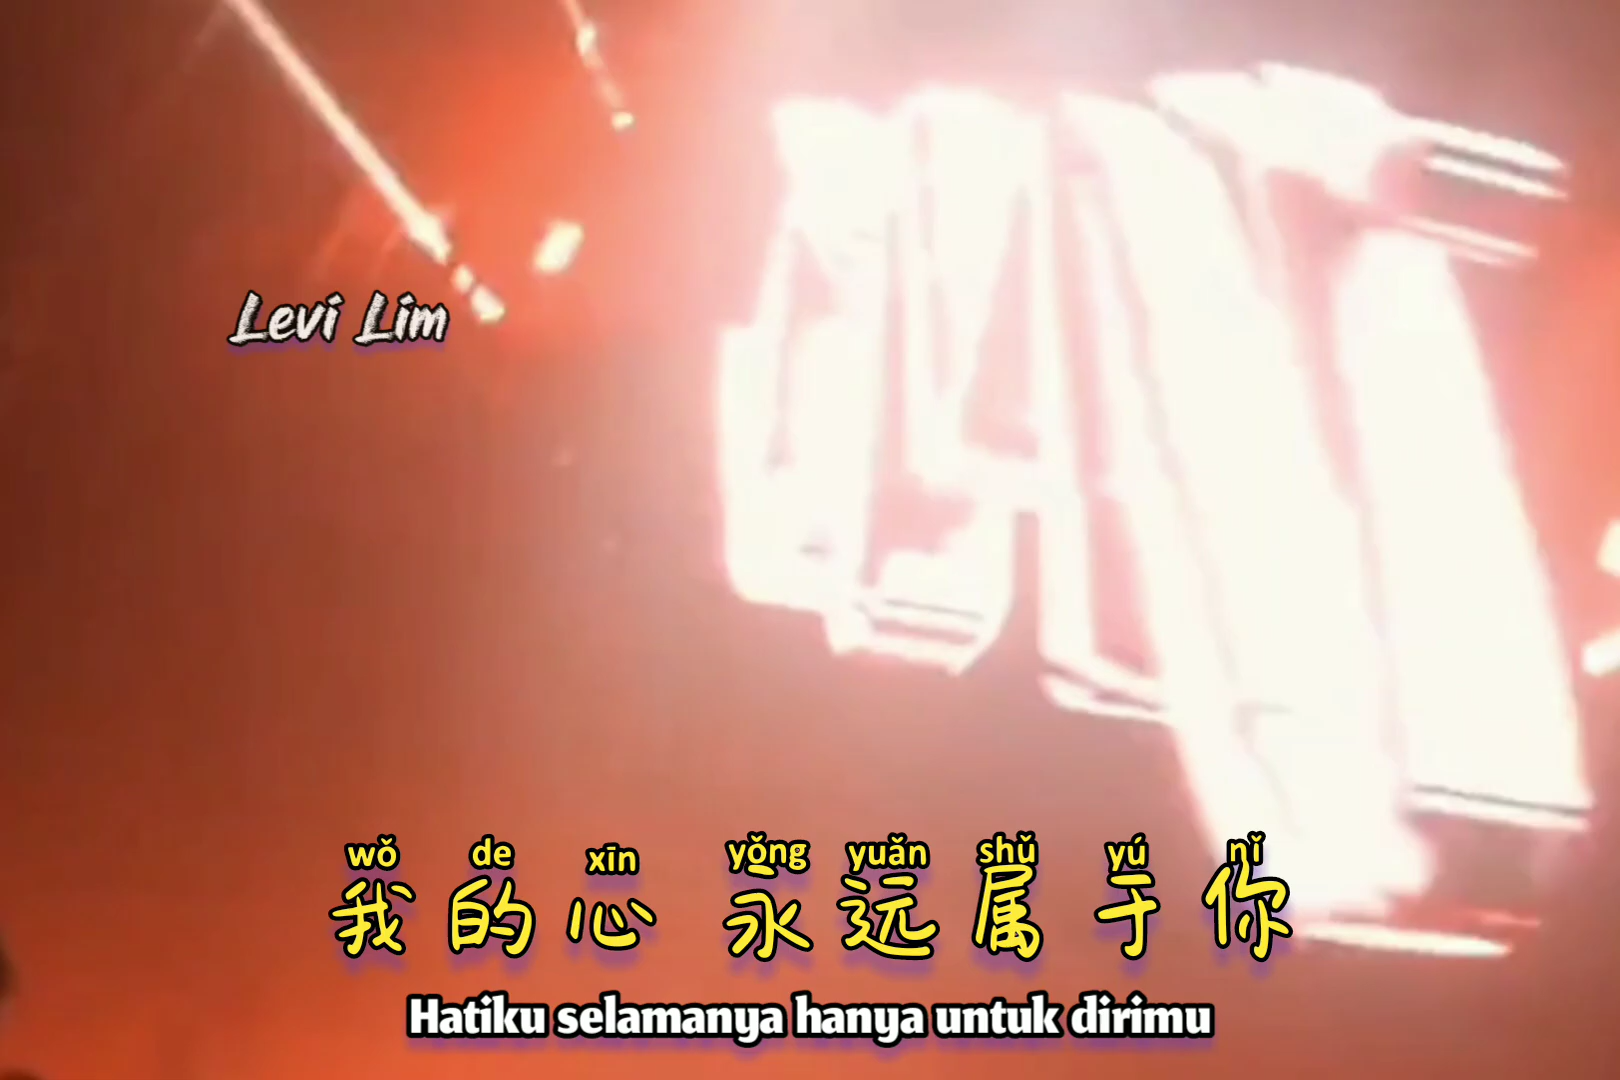 Levi Lim
wǒ de xīn yǒng yuǎn shǔ yú nǐ
我的心 永远属于你
Hatiku selamanya hanya untuk dirimu